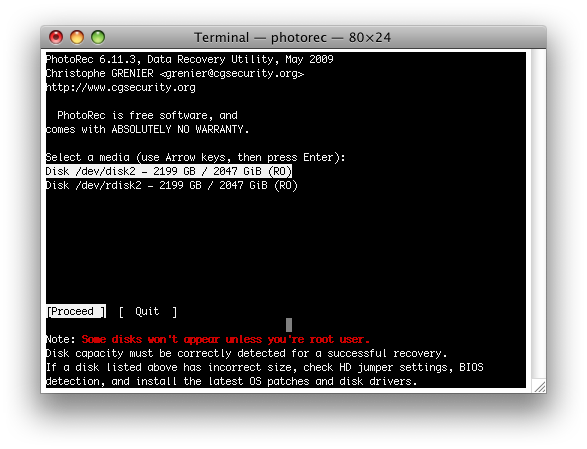 Terminal — photorec — 80×24
PhotoRec 6.11.3, Data Recovery Utility, May 2009
Christophe GRENIER <grenier@cgsecurity.org>
http://www.cgsecurity.org
PhotoRec is free software, and
comes with ABSOLUTELY NO WARRANTY.
Select a media (use Arrow keys, then press Enter):
Disk /dev/disk2 - 2199 GB / 2047 GiB (RO)
Disk /dev/rdisk2 - 2199 GB / 2047 GiB (RO)
[Proceed ]  [  Quit  ]
Note: Some disks won't appear unless you're root user.
Disk capacity must be correctly detected for a successful recovery.
If a disk listed above has incorrect size, check HD jumper settings, BIOS
detection, and install the latest OS patches and disk drivers.